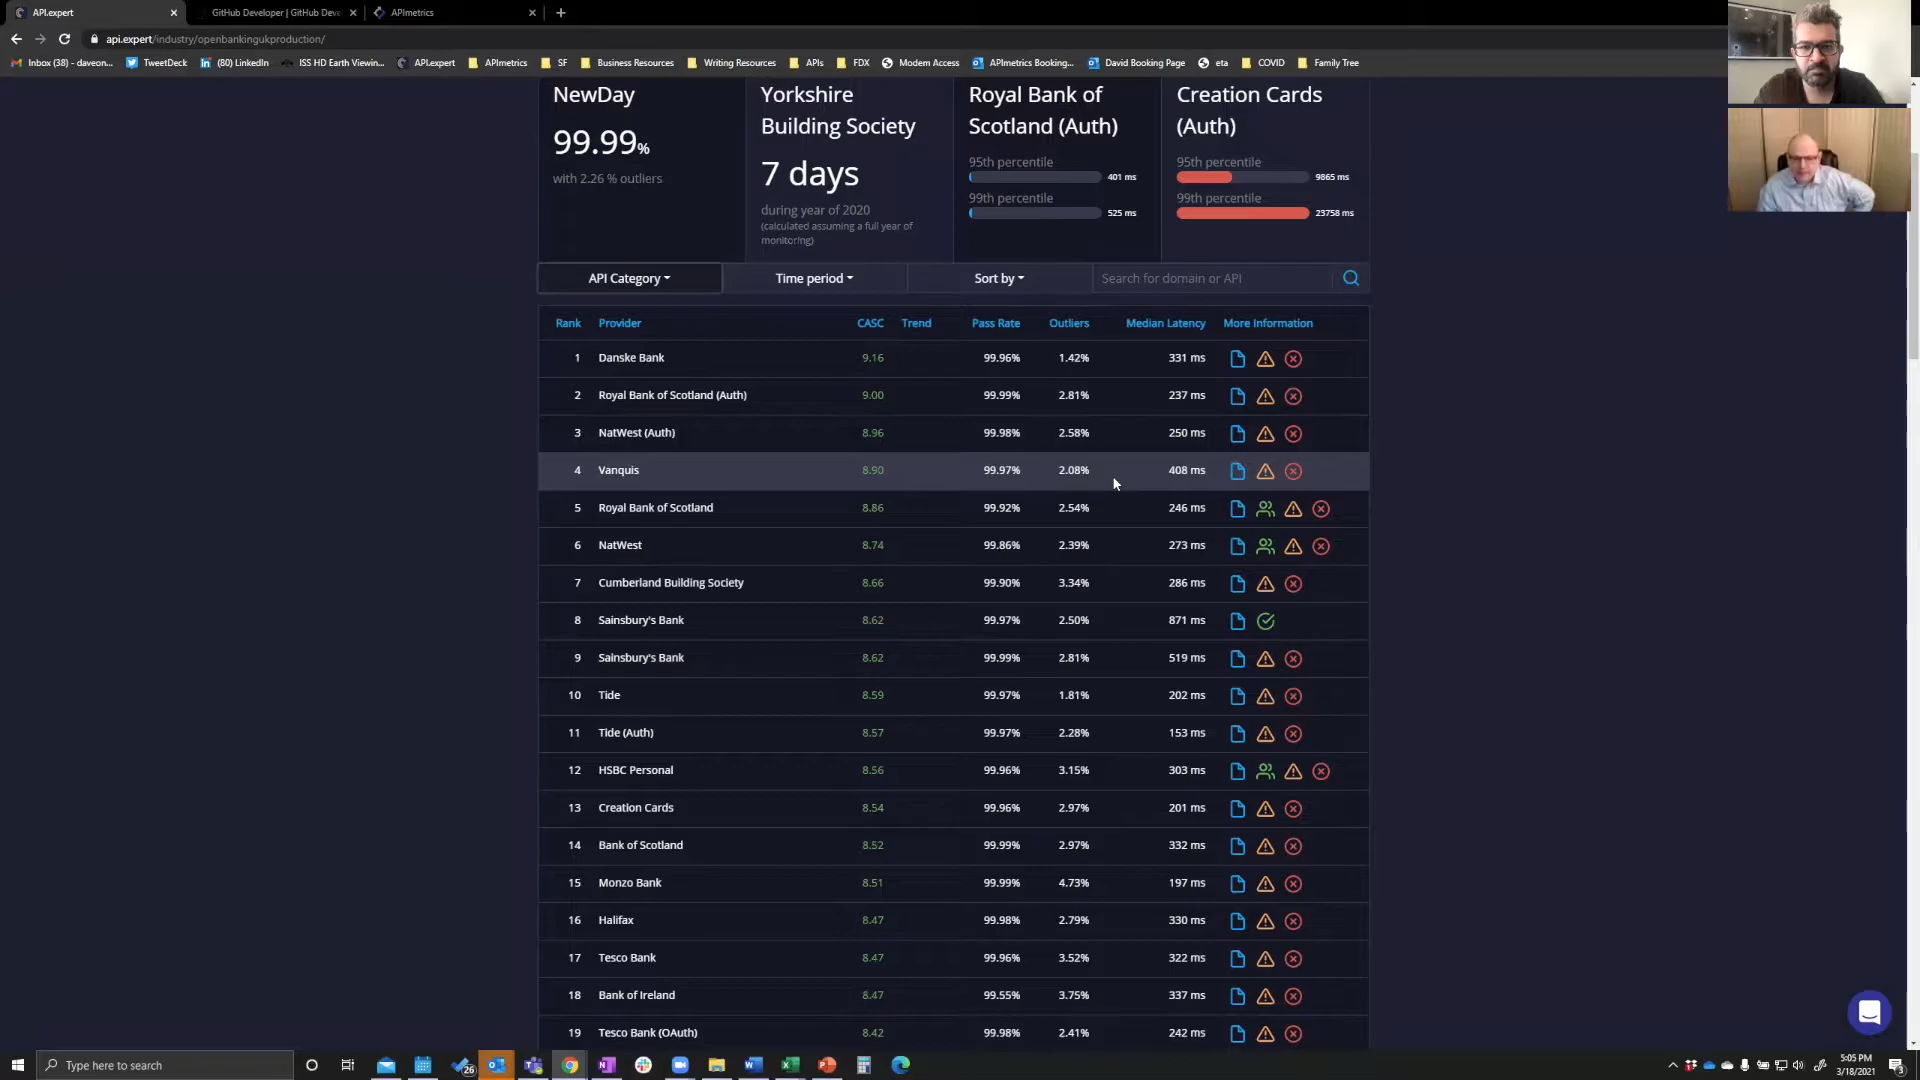 API.expert
GitHub Developer | GitHub Deve
APImetrics
api.expert/industry/openbankingukproduction/
Inbox (38) - daveon... TweetDeck (80) LinkedIn ISS HD Earth Viewin... API.expert APImetrics SF Business Resources Writing Resources APIs FDX Modem Access APImetrics Booking... David Booking Page eta COVID Family Tree
NewDay
99.99%
with 2.26 % outliers
Yorkshire
Building Society
7 days
during year of 2020
(calculated assuming a full year of
monitoring)
Royal Bank of
Scotland (Auth)
95th percentile
401 ms
99th percentile
525 ms
Creation Cards
(Auth)
95th percentile
9865 ms
99th percentile
23758 ms
API Category Time period Sort by Search for domain or API
Rank Provider CASC Trend Pass Rate Outliers Median Latency More Information
1 Danske Bank 9.16 99.96% 1.42% 331 ms
2 Royal Bank of Scotland (Auth) 9.00 99.99% 2.81% 237 ms
3 NatWest (Auth) 8.96 99.98% 2.58% 250 ms
4 Vanquis 8.90 99.97% 2.08% 408 ms
5 Royal Bank of Scotland 8.86 99.92% 2.54% 246 ms
6 NatWest 8.74 99.86% 2.39% 273 ms
7 Cumberland Building Society 8.66 99.90% 3.34% 286 ms
8 Sainsbury's Bank 8.62 99.97% 2.50% 871 ms
9 Sainsbury's Bank 8.62 99.99% 2.81% 519 ms
10 Tide 8.59 99.97% 1.81% 202 ms
11 Tide (Auth) 8.57 99.97% 2.28% 153 ms
12 HSBC Personal 8.56 99.96% 3.15% 303 ms
13 Creation Cards 8.54 99.96% 2.97% 201 ms
14 Bank of Scotland 8.52 99.99% 2.97% 332 ms
15 Monzo Bank 8.51 99.99% 4.73% 197 ms
16 Halifax 8.47 99.98% 2.79% 330 ms
17 Tesco Bank 8.47 99.96% 3.52% 322 ms
18 Bank of Ireland 8.47 99.55% 3.75% 337 ms
19 Tesco Bank (OAuth) 8.42 99.98% 2.41% 242 ms
Type here to search
26
5:05 PM
3/18/2021
3